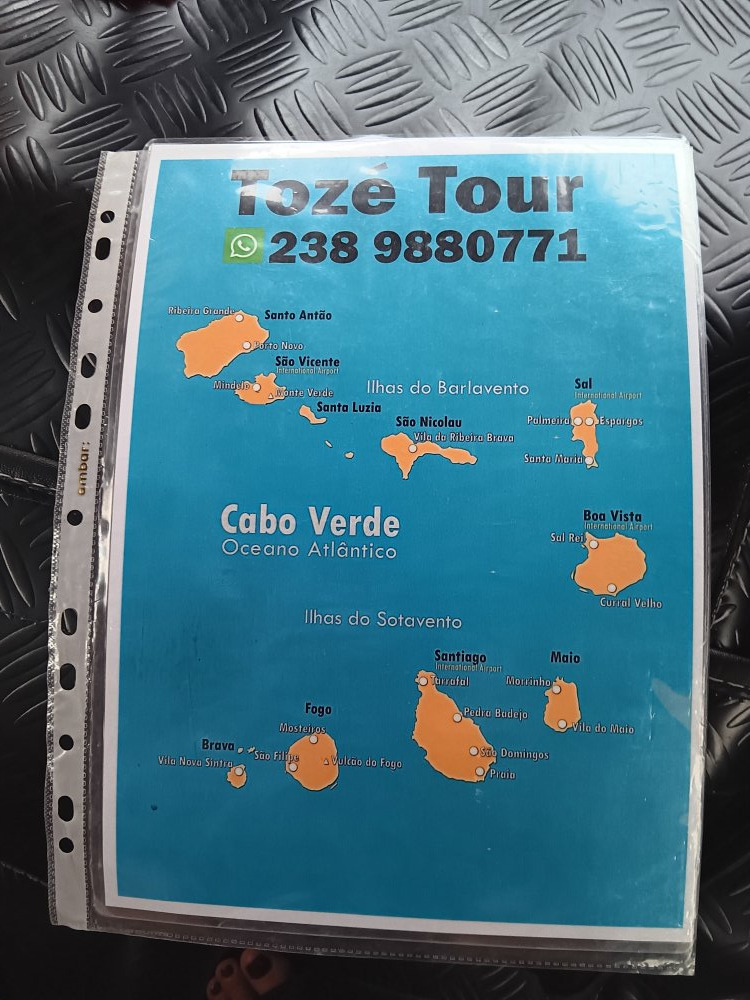 Tozé Tour
238 9880771
Ribeira Grande
Santo Antão
Porto Novo
São Vicente
International Airport
Mindelo
Monte Verde
Ilhas do Barlavento
Santa Luzia
São Nicolau
Vila da Ribeira Brava
Sal
International Airport
Palmeira
Espargos
Santa Maria
Cabo Verde
Oceano Atlântico
Boa Vista
International Airport
Sal Rei
Curral Velho
Ilhas do Sotavento
Santiago
International Airport
Tarrafal
Maio
Morrinho
Pedra Badejo
Vila do Maio
São Domingos
Praia
Fogo
Mosteiros
Brava
São Filipe
Vulcão do Fogo
Vila Nova Sintra
ambar: